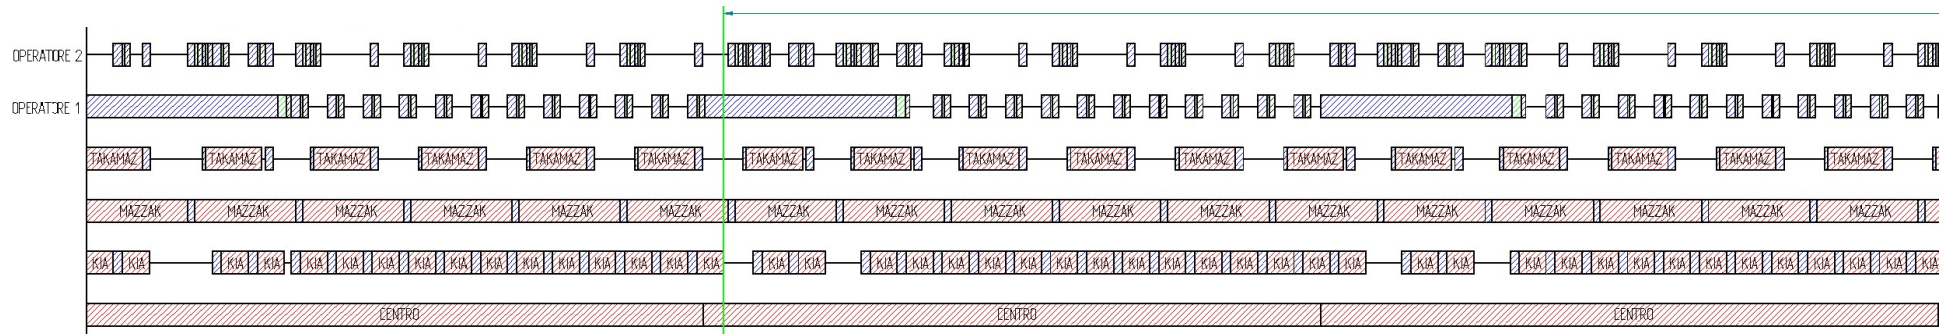 OPERATORE 2
OPERATORE 1
TAKAMAZ TAKAMAZ TAKAMAZ TAKAMAZ TAKAMAZ TAKAMAZ TAKAMAZ TAKAMAZ TAKAMAZ TAKAMAZ TAKAMAZ TAKAMAZ TAKAMAZ TAKAMAZ TAKAMAZ TAKAMAZ TAKAMAZ
MAZZAK MAZZAK MAZZAK MAZZAK MAZZAK MAZZAK MAZZAK MAZZAK MAZZAK MAZZAK MAZZAK MAZZAK MAZZAK MAZZAK MAZZAK MAZZAK MAZZAK
KIA KIA KIA KIA KIA KIA KIA KIA KIA KIA KIA KIA KIA KIA KIA KIA KIA KIA KIA KIA KIA KIA KIA KIA KIA KIA KIA KIA KIA KIA KIA KIA KIA KIA KIA KIA KIA KIA KIA KIA KIA KIA KIA KIA KIA KIA
CENTRO CENTRO CENTRO